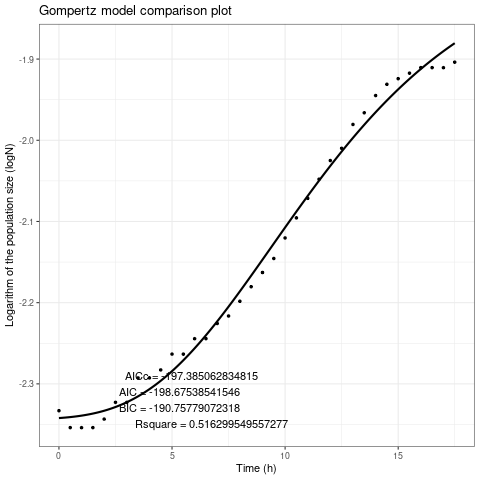 Gompertz model comparison plot
Logarithm of the population size (logN)
-1.9
-2.0
-2.1
-2.2
-2.3
AICc = -197.385062834815
AIC = -198.67538541546
BIC = -190.75779072318
Rsquare = 0.516299549557277
0 5 10 15
Time (h)